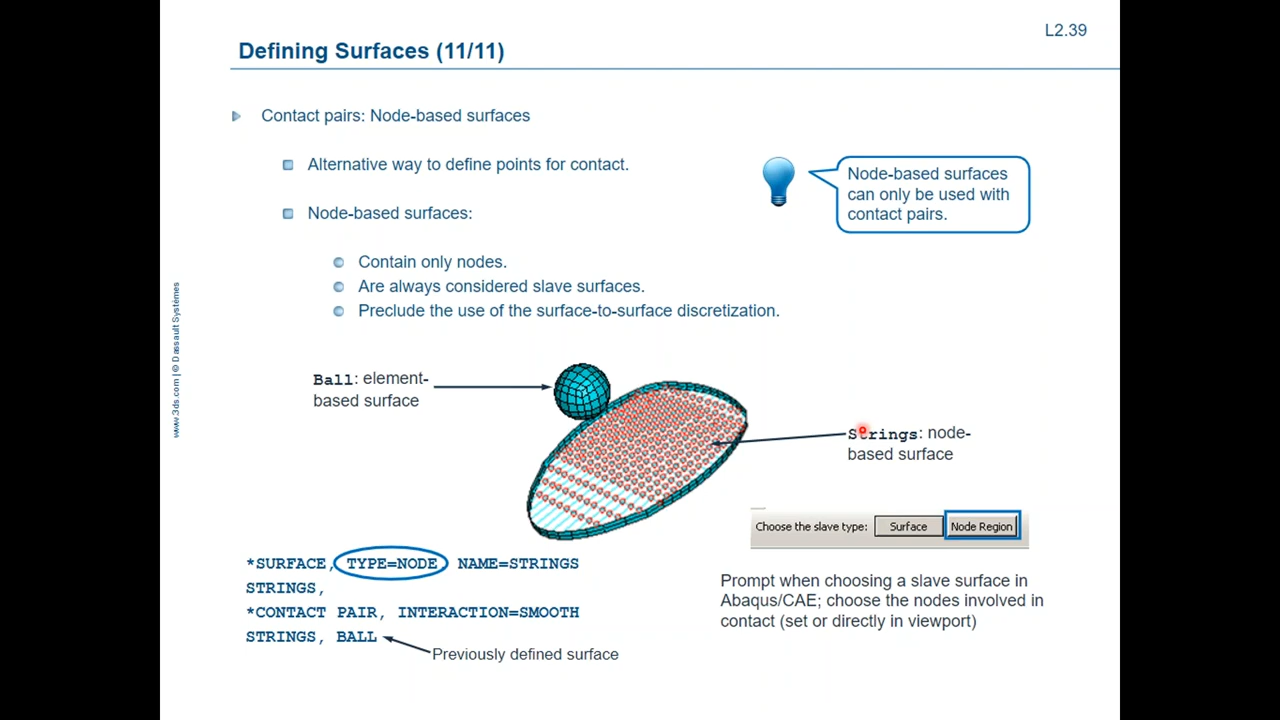 L2.39
Defining Surfaces (11/11)
Contact pairs: Node-based surfaces
Alternative way to define points for contact.
Node-based surfaces
can only be used with
contact pairs.
Node-based surfaces:
Contain only nodes.
Are always considered slave surfaces.
Preclude the use of the surface-to-surface discretization.
www.3ds.com | © Dassault Systèmes
Ball: element-
based surface
Strings: node-
based surface
Choose the slave type: Surface Node Region
*SURFACE, TYPE=NODE NAME=STRINGS
STRINGS,
*CONTACT PAIR, INTERACTION=SMOOTH
STRINGS, BALL
Previously defined surface
Prompt when choosing a slave surface in
Abaqus/CAE; choose the nodes involved in
contact (set or directly in viewport)